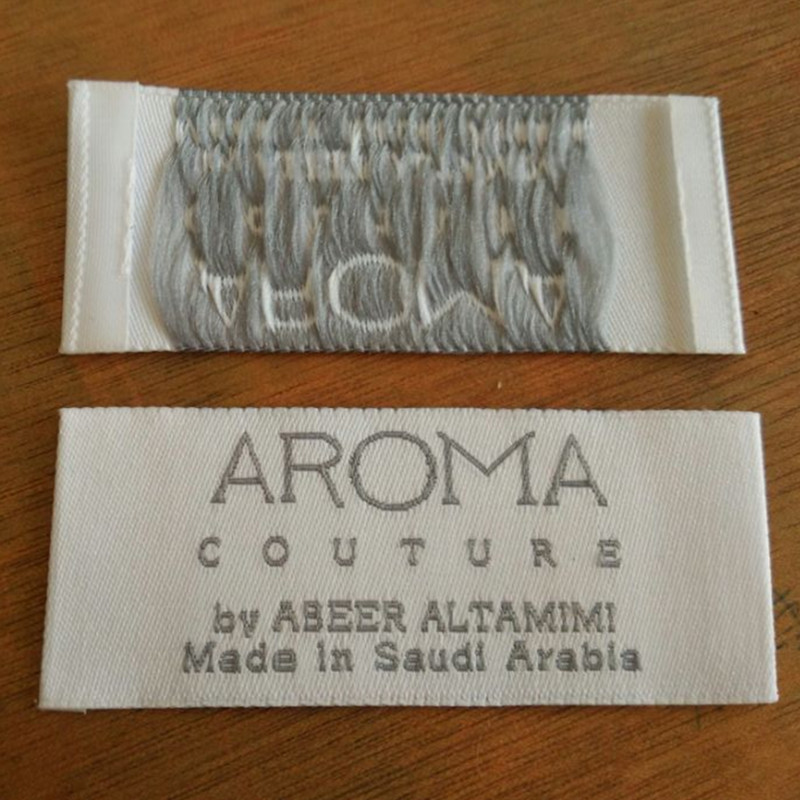 AROMA
COUTURE
by ABEER ALTAMIMI
Made in Saudi Arabia